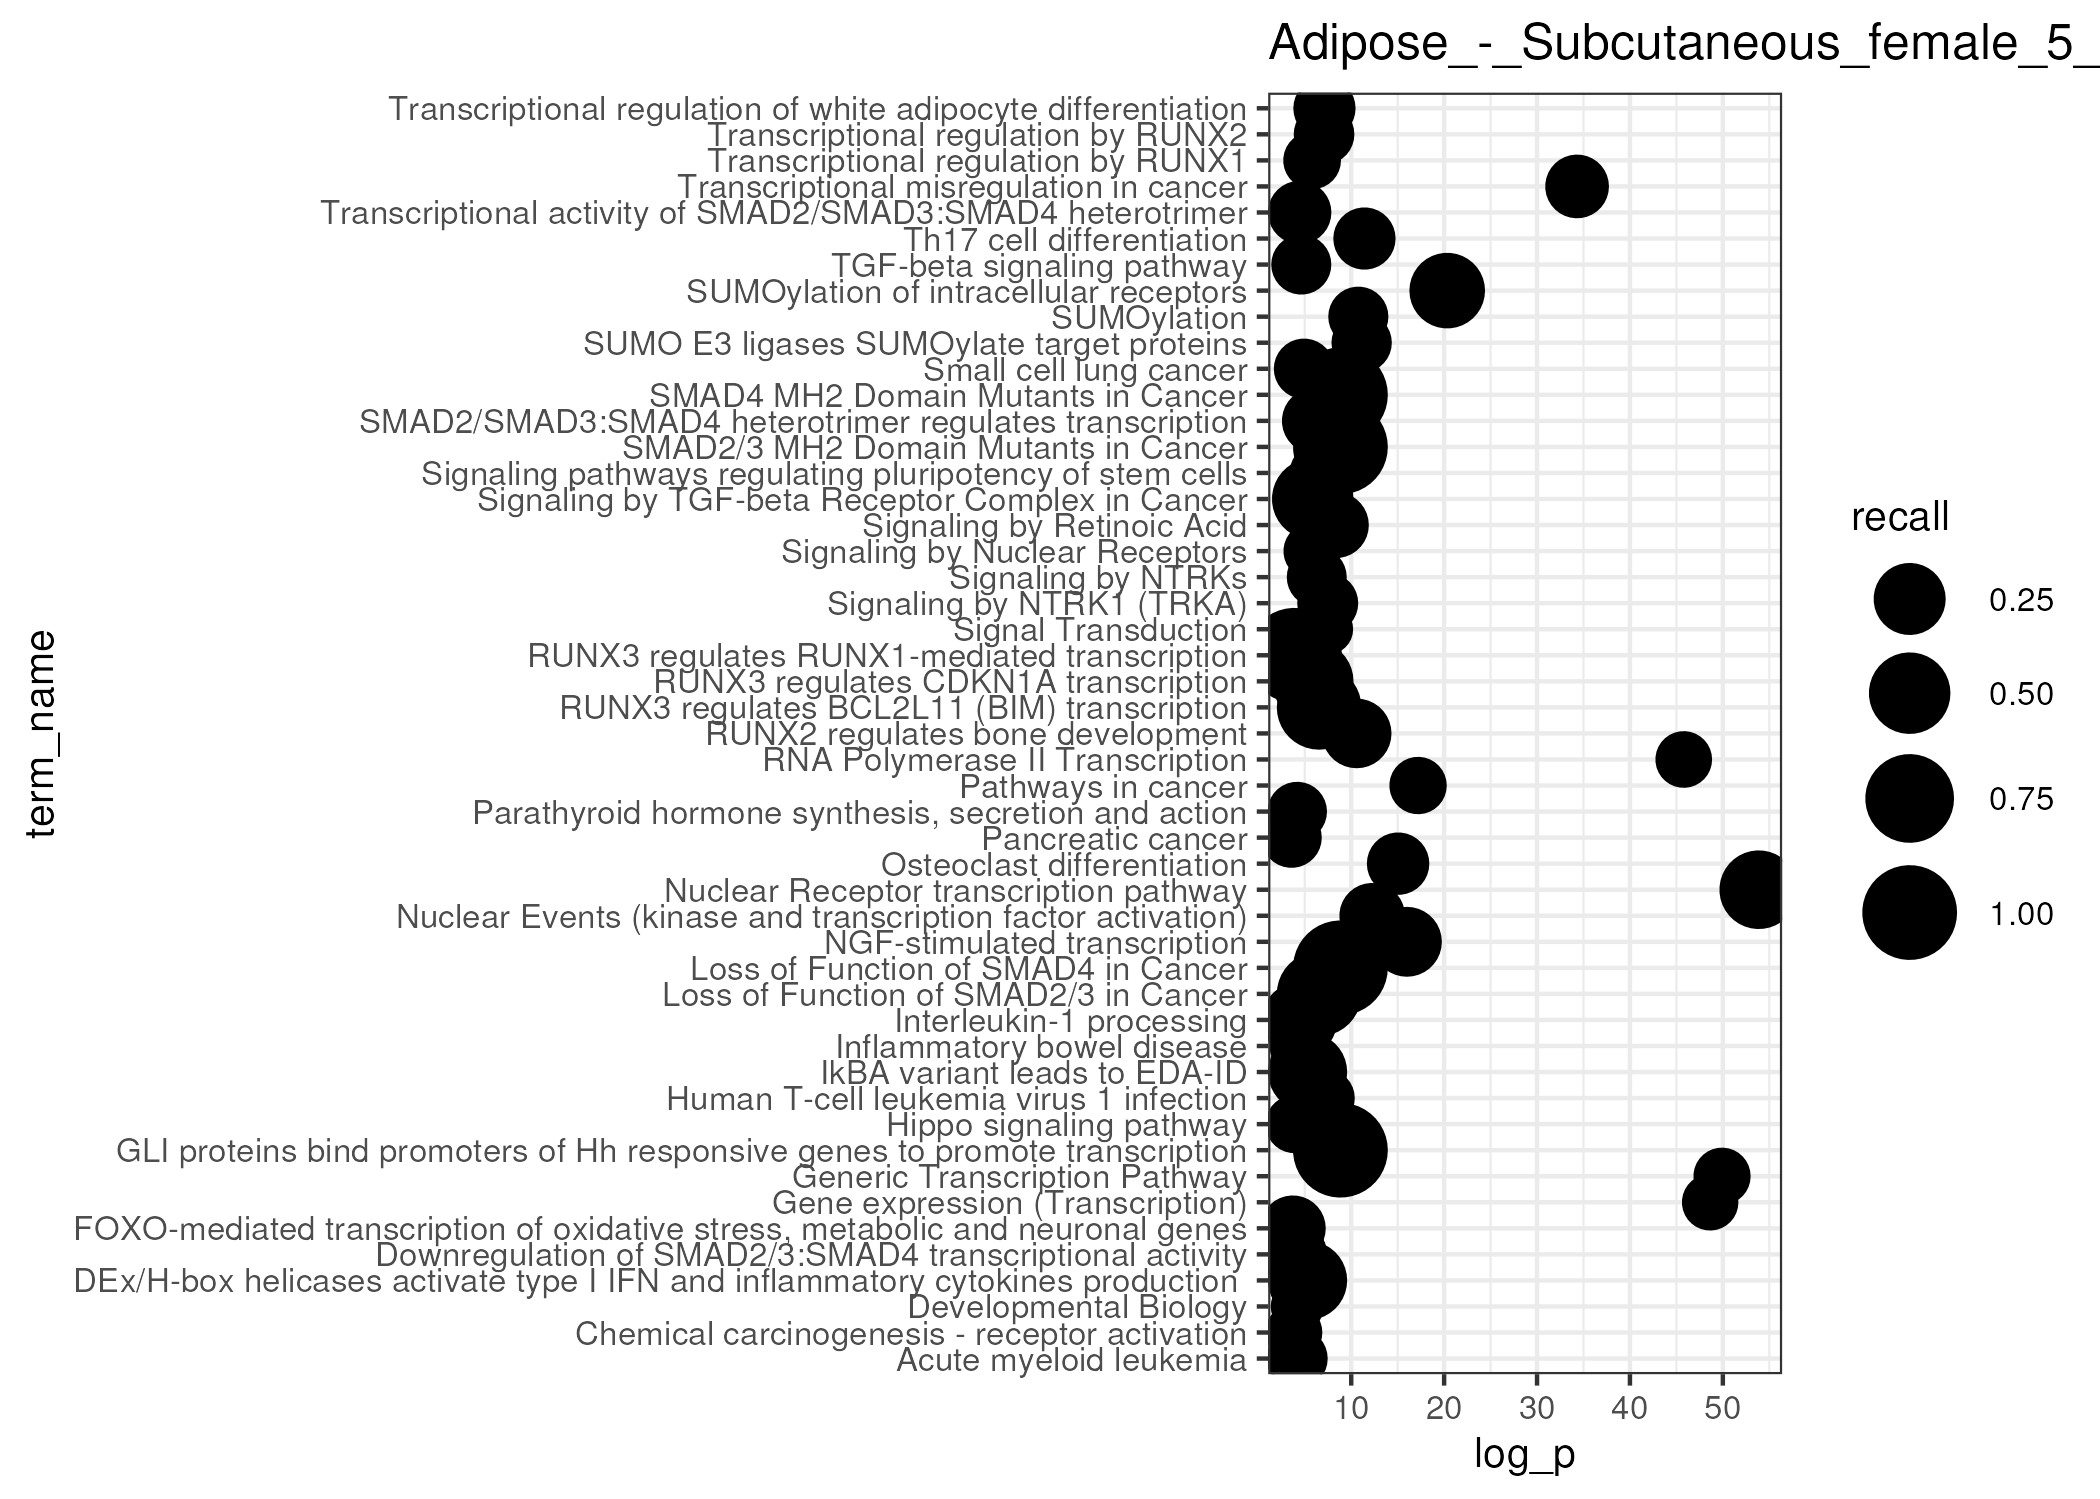 Adipose_-_Subcutaneous_female_5_
Transcriptional regulation of white adipocyte differentiation
Transcriptional regulation by RUNX2
Transcriptional regulation by RUNX1
Transcriptional misregulation in cancer
Transcriptional activity of SMAD2/SMAD3:SMAD4 heterotrimer
Th17 cell differentiation
TGF-beta signaling pathway
SUMOylation of intracellular receptors
SUMOylation
SUMO E3 ligases SUMOylate target proteins
Small cell lung cancer
SMAD4 MH2 Domain Mutants in Cancer
SMAD2/SMAD3:SMAD4 heterotrimer regulates transcription
SMAD2/3 MH2 Domain Mutants in Cancer
Signaling pathways regulating pluripotency of stem cells
Signaling by TGF-beta Receptor Complex in Cancer
Signaling by Retinoic Acid
Signaling by Nuclear Receptors
Signaling by NTRKs
Signaling by NTRK1 (TRKA)
Signal Transduction
RUNX3 regulates RUNX1-mediated transcription
RUNX3 regulates CDKN1A transcription
RUNX3 regulates BCL2L11 (BIM) transcription
RUNX2 regulates bone development
RNA Polymerase II Transcription
Pathways in cancer
Parathyroid hormone synthesis, secretion and action
Pancreatic cancer
Osteoclast differentiation
Nuclear Receptor transcription pathway
Nuclear Events (kinase and transcription factor activation)
NGF-stimulated transcription
Loss of Function of SMAD4 in Cancer
Loss of Function of SMAD2/3 in Cancer
Interleukin-1 processing
Inflammatory bowel disease
IkBA variant leads to EDA-ID
Human T-cell leukemia virus 1 infection
Hippo signaling pathway
GLI proteins bind promoters of Hh responsive genes to promote transcription
Generic Transcription Pathway
Gene expression (Transcription)
FOXO-mediated transcription of oxidative stress, metabolic and neuronal genes
Downregulation of SMAD2/3:SMAD4 transcriptional activity
DEx/H-box helicases activate type I IFN and inflammatory cytokines production
Developmental Biology
Chemical carcinogenesis - receptor activation
Acute myeloid leukemia
term_name
10 20 30 40 50
log_p
recall
0.25
0.50
0.75
1.00